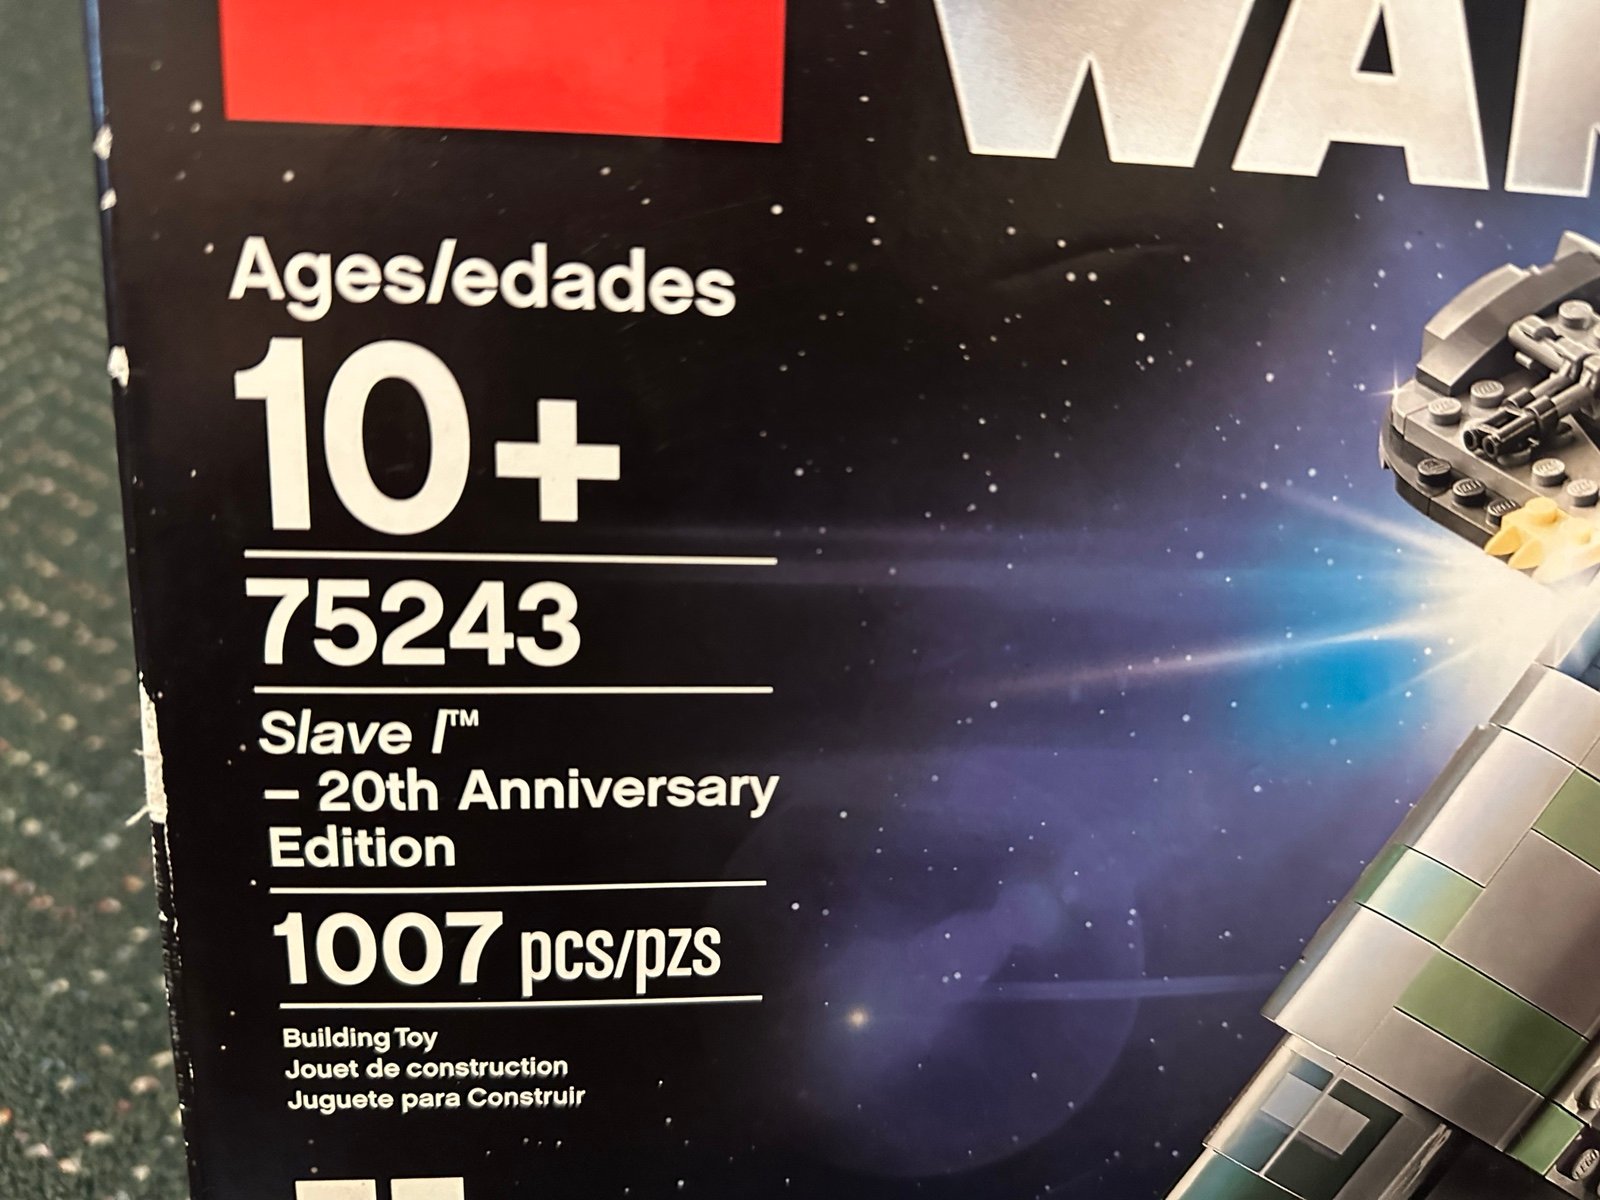 WAR
Ages/edades
10+
75243
Slave I™
– 20th Anniversary
Edition
1007 pcs/pzs
Building Toy
Jouet de construction
Juguete para Construir